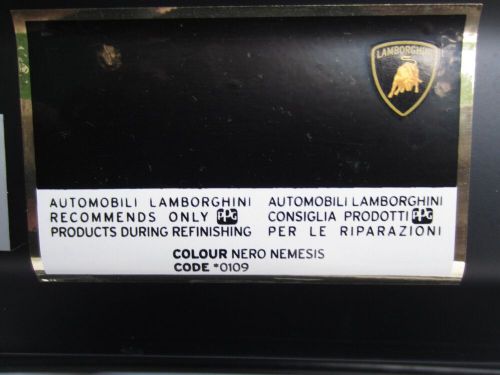 LAMBORGHINI
AUTOMOBILI LAMBORGHINI
RECOMMENDS ONLY PPG
PRODUCTS DURING REFINISHING
AUTOMOBILI LAMBORGHINI
CONSIGLIA PRODOTTI PPG
PER LE RIPARAZIONI
COLOUR NERO NEMESIS
CODE *0109